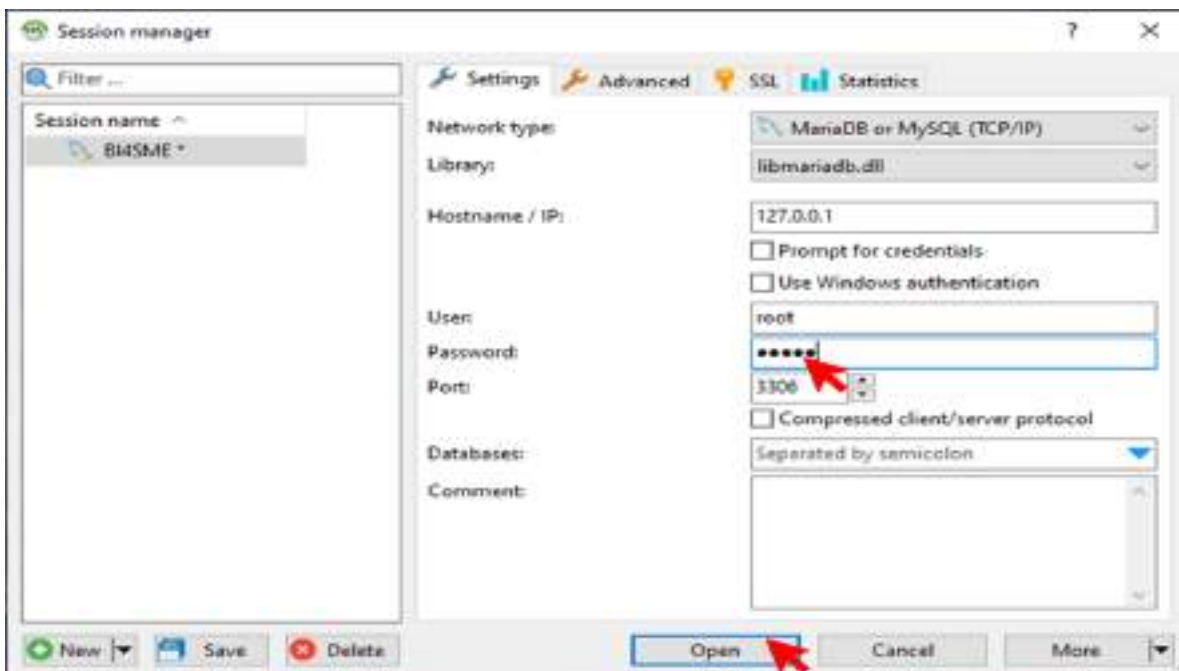 Session manager
?
Filter ...
Session name
BI4SME *
Settings
Advanced
SSL
Statistics
Network type:
MariaDB or MySQL (TCP/IP)
Library:
libmariadb.dll
Hostname / IP:
127.0.0.1
Prompt for credentials
Use Windows authentication
User:
root
Password:
●●●●●
Port:
3306
Compressed client/server protocol
Databases:
Separated by semicolon
Comment:
New
Save
Delete
Open
Cancel
More